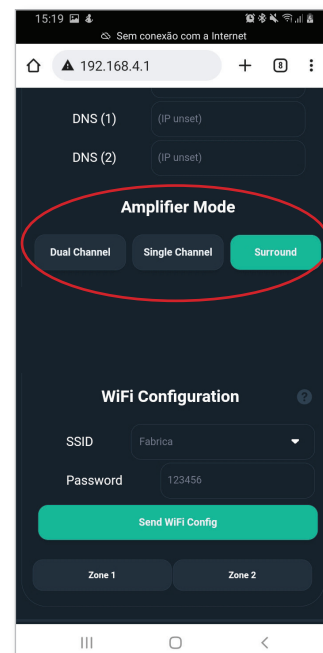 15:19
Sem conexão com a Internet
192.168.4.1 8
DNS (1) (IP unset)
DNS (2) (IP unset)
Amplifier Mode
Dual Channel Single Channel Surround
WiFi Configuration ?
SSID Fabrica
Password 123456
Send WiFi Config
Zone 1 Zone 2